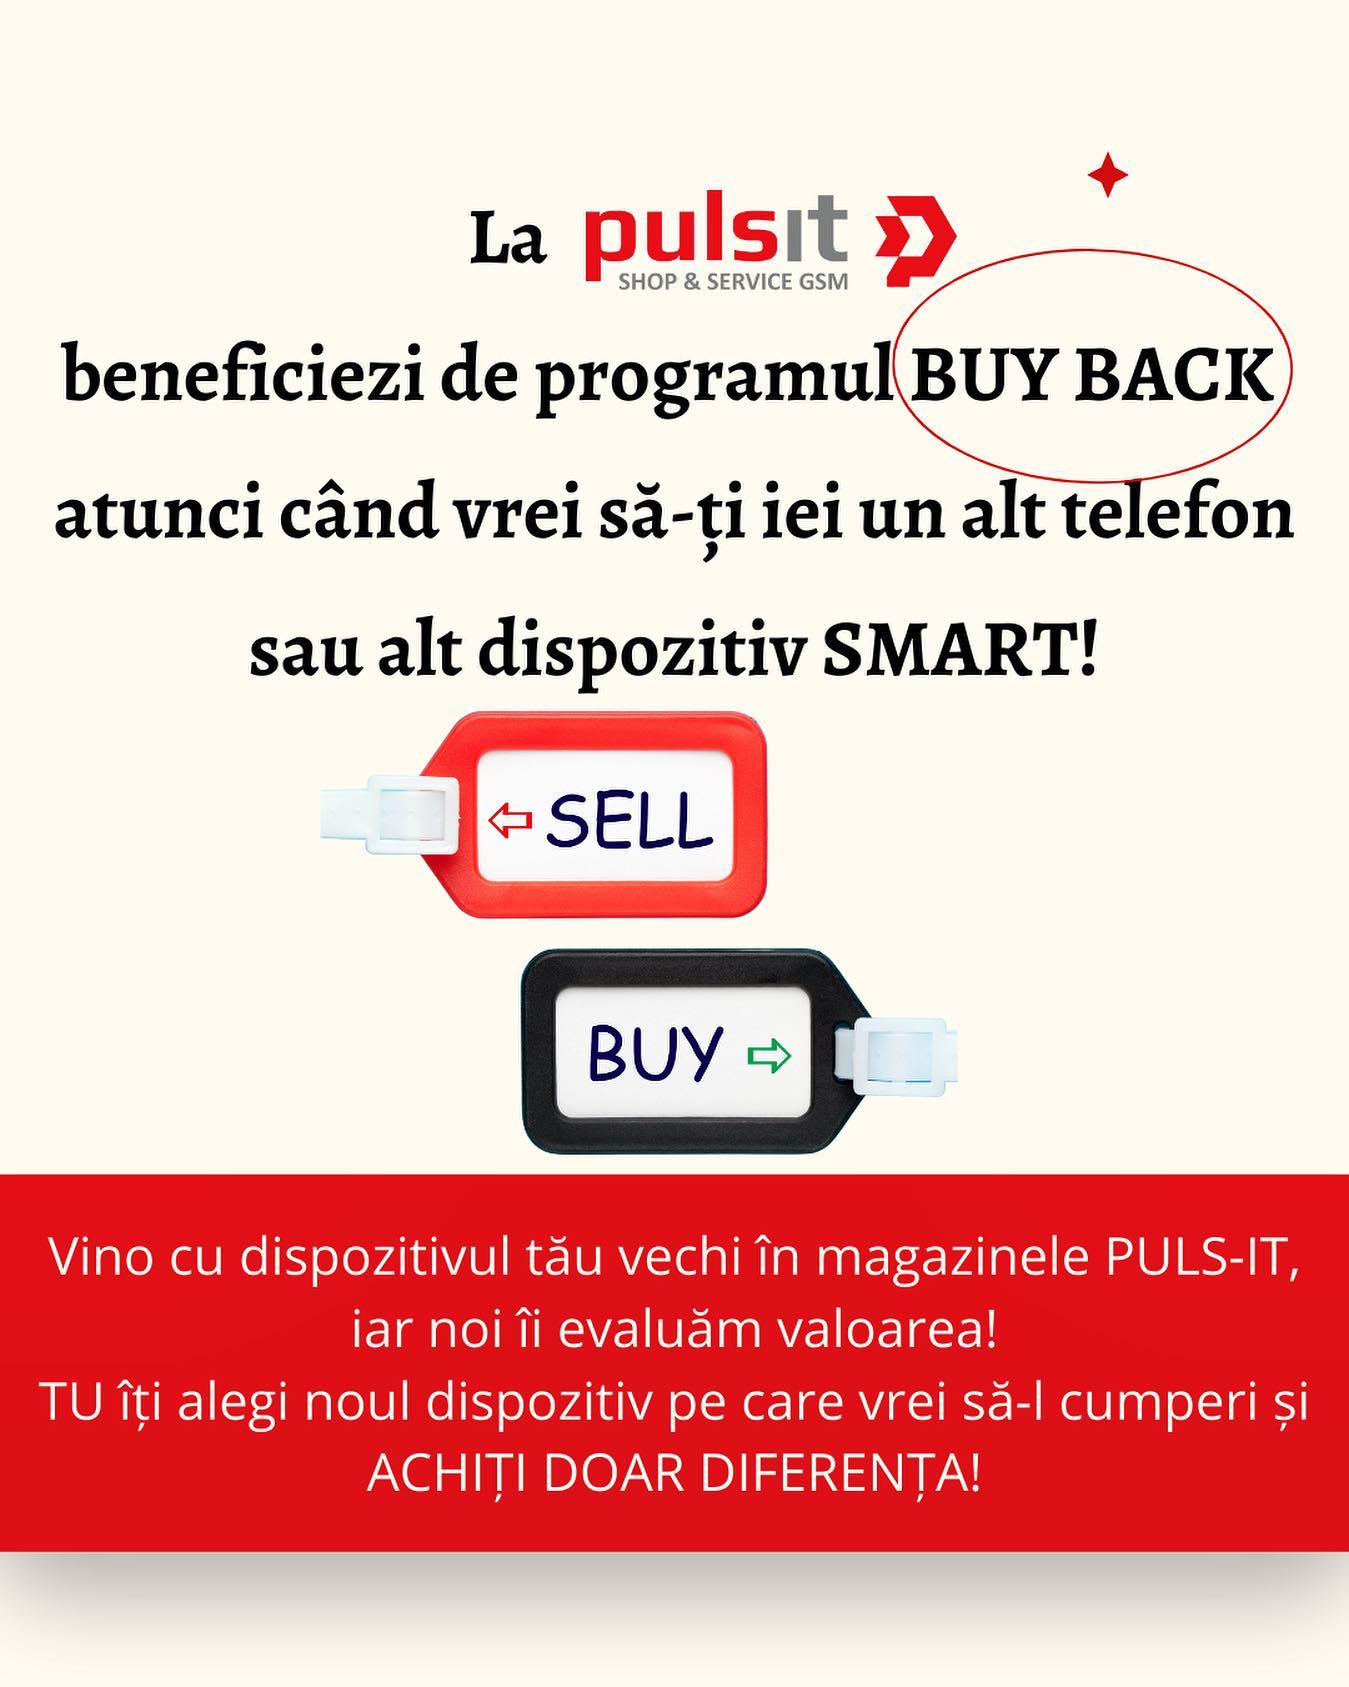 La pulsıt
SHOP & SERVICE GSM
beneficiezi de programul BUY BACK
atunci când vrei să-ți iei un alt telefon
sau alt dispozitiv SMART!
SELL
BUY
Vino cu dispozitivul tău vechi în magazinele PULS-IT,
iar noi îi evaluăm valoarea!
TU îți alegi noul dispozitiv pe care vrei să-l cumperi și
ACHIȚI DOAR DIFERENȚA!